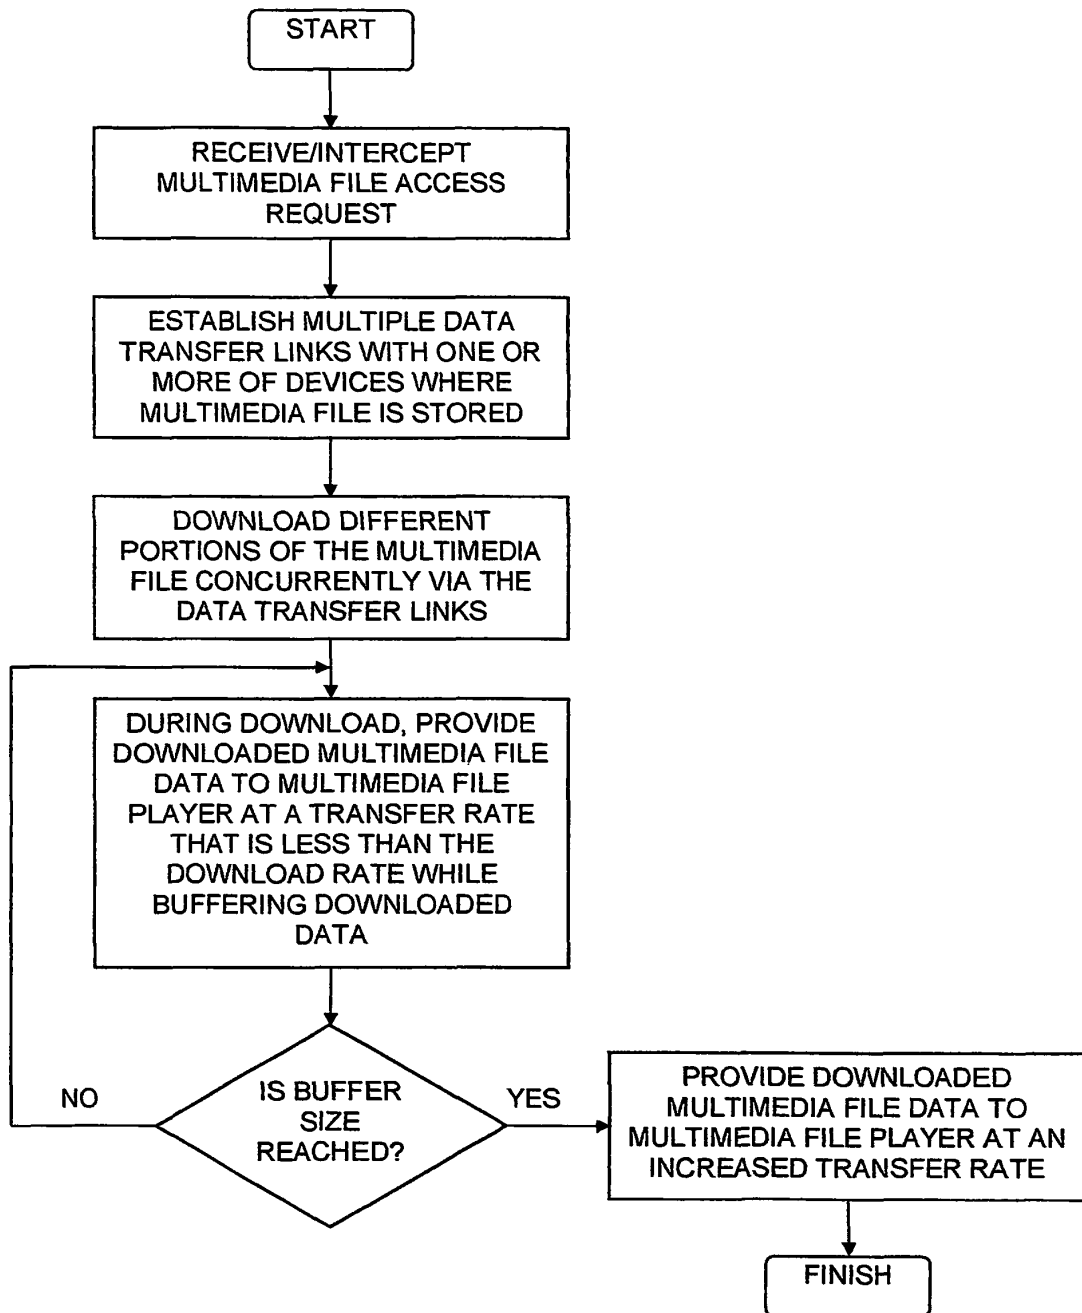 START
RECEIVE/INTERCEPT
MULTIMEDIA FILE ACCESS
REQUEST
ESTABLISH MULTIPLE DATA
TRANSFER LINKS WITH ONE OR
MORE OF DEVICES WHERE
MULTIMEDIA FILE IS STORED
DOWNLOAD DIFFERENT
PORTIONS OF THE MULTIMEDIA
FILE CONCURRENTLY VIA THE
DATA TRANSFER LINKS
DURING DOWNLOAD, PROVIDE
DOWNLOADED MULTIMEDIA FILE
DATA TO MULTIMEDIA FILE
PLAYER AT A TRANSFER RATE
THAT IS LESS THAN THE
DOWNLOAD RATE WHILE
BUFFERING DOWNLOADED
DATA
NO
IS BUFFER
SIZE
REACHED?
YES
PROVIDE DOWNLOADED
MULTIMEDIA FILE DATA TO
MULTIMEDIA FILE PLAYER AT AN
INCREASED TRANSFER RATE
FINISH